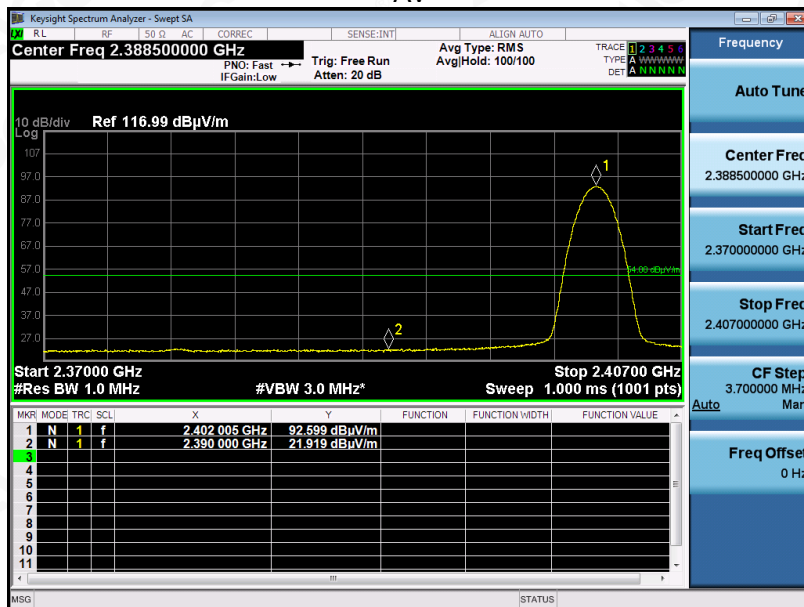 Keysight Spectrum Analyzer - Swept SA
LXI RL RF 50 Ω AC CORREC SENSE:INT ALIGN AUTO
Center Freq 2.388500000 GHz
PNO: Fast
IFGain:Low
Trig: Free Run
Atten: 20 dB
Avg Type: RMS
Avg|Hold: 100/100
TRACE 1 2 3 4 5 6
TYPE A W W W W W
DET A N N N N N
10 dB/div Ref 116.99 dBµV/m
Log
107
97.0
87.0
77.0
67.0
57.0
47.0
37.0
27.0
1
54.00 dBµV/m
2
Start 2.37000 GHz Stop 2.40700 GHz
#Res BW 1.0 MHz #VBW 3.0 MHz* Sweep 1.000 ms (1001 pts)
MKR MODE TRC SCL X Y FUNCTION FUNCTION WIDTH FUNCTION VALUE
1 N 1 f 2.402 005 GHz 92.599 dBµV/m
2 N 1 f 2.390 000 GHz 21.919 dBµV/m
3
4
5
6
7
8
9
10
11
MSG STATUS
Frequency
Auto Tune
Center Freq
2.388500000 GHz
Start Freq
2.370000000 GHz
Stop Freq
2.407000000 GHz
CF Step
3.700000 MHz
Auto Man
Freq Offset
0 Hz